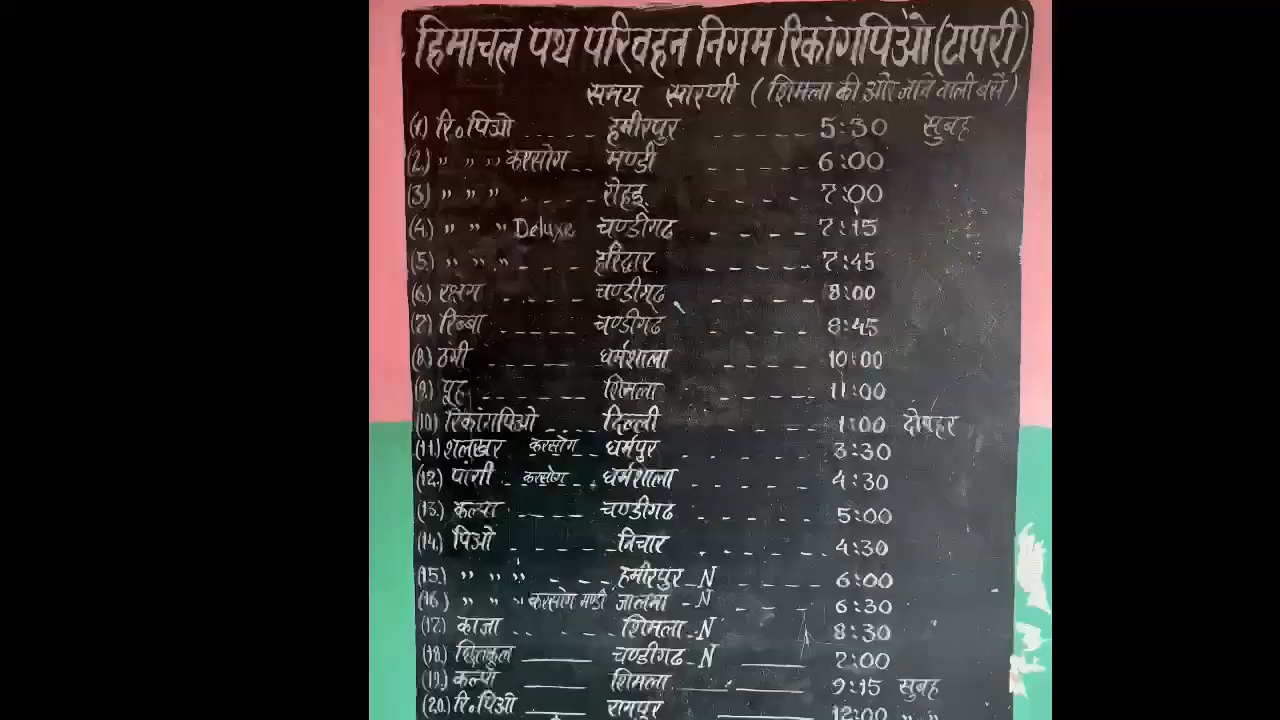 हिमाचल पथ परिवहन निगम रिकांगपिओ (टापरी)
समय सारणी (शिमला की ओर जाने वाली बसें)
(1) रि॰पिओ ----- हमीरपुर ------ 5:30 सुबह
(2.) " " " करसोग -- मण्डी ----- 6:00
(3) " " " ---- रोहड़ू ----- 7:00
(4.) " " " Deluxe चण्डीगढ ---- 7:15
(5.) " " " ---- हरिद्वार ----- 7:45
(6.) रक्षम ----- चण्डीगढ ----- 8:00
(7) रिब्बा ----- चण्डीगढ ----- 8:45
(8.) ठंगी ----- धर्मशाला ----- 10:00
(9.) पूह ------ शिमला ----- 11:00
(10) रिकांगपिओ ---- दिल्ली ----- 1:00 दोपहर
(11.) शलखर करसोग -- धर्मपुर ----- 3:30
(12.) पांगी - करसोग -- धर्मशाला ----- 4:30
(13.) कल्पा ----- चण्डीगढ ----- 5:00
(14.) पिओ ------ निचार ----- 4:30
(15.) " " " ---- हमीरपुर - N ---- 6:00
(16.) " " " करसोग मण्डी - N ---- 6:30
(17.) काजा ----- शिमला - N ---- 8:30
(18.) छितकुल ——— चण्डीगढ - N ——— 2:00
(19.) कल्पा ——— शिमला ——— 9:15 सुबह
(20.) रि॰पिओ ——— रामपुर ——— 12:00 " "